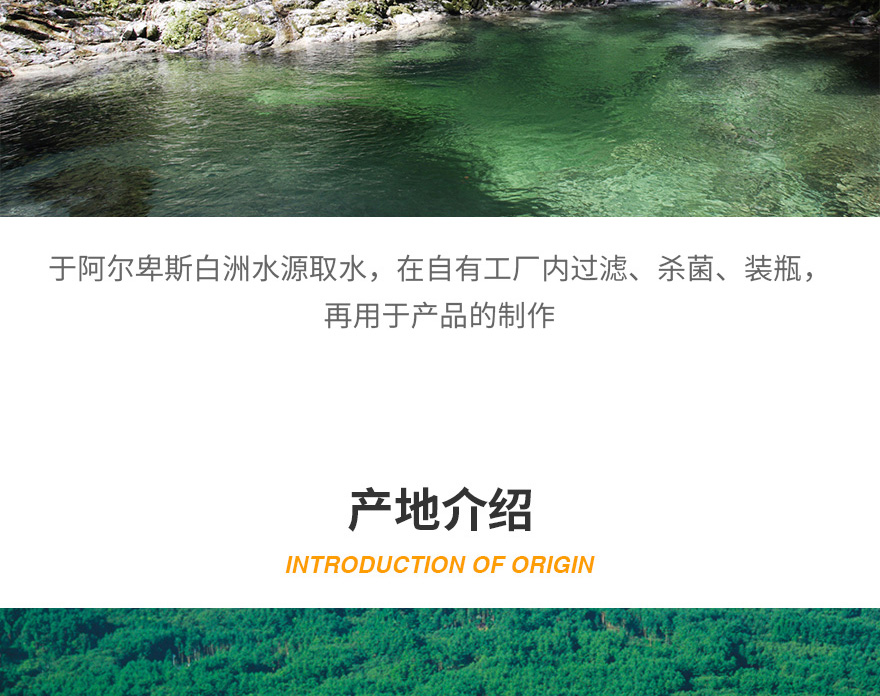 于阿尔卑斯白洲水源取水，在自有工厂内过滤、杀菌、装瓶，
再用于产品的制作
产地介绍
INTRODUCTION OF ORIGIN